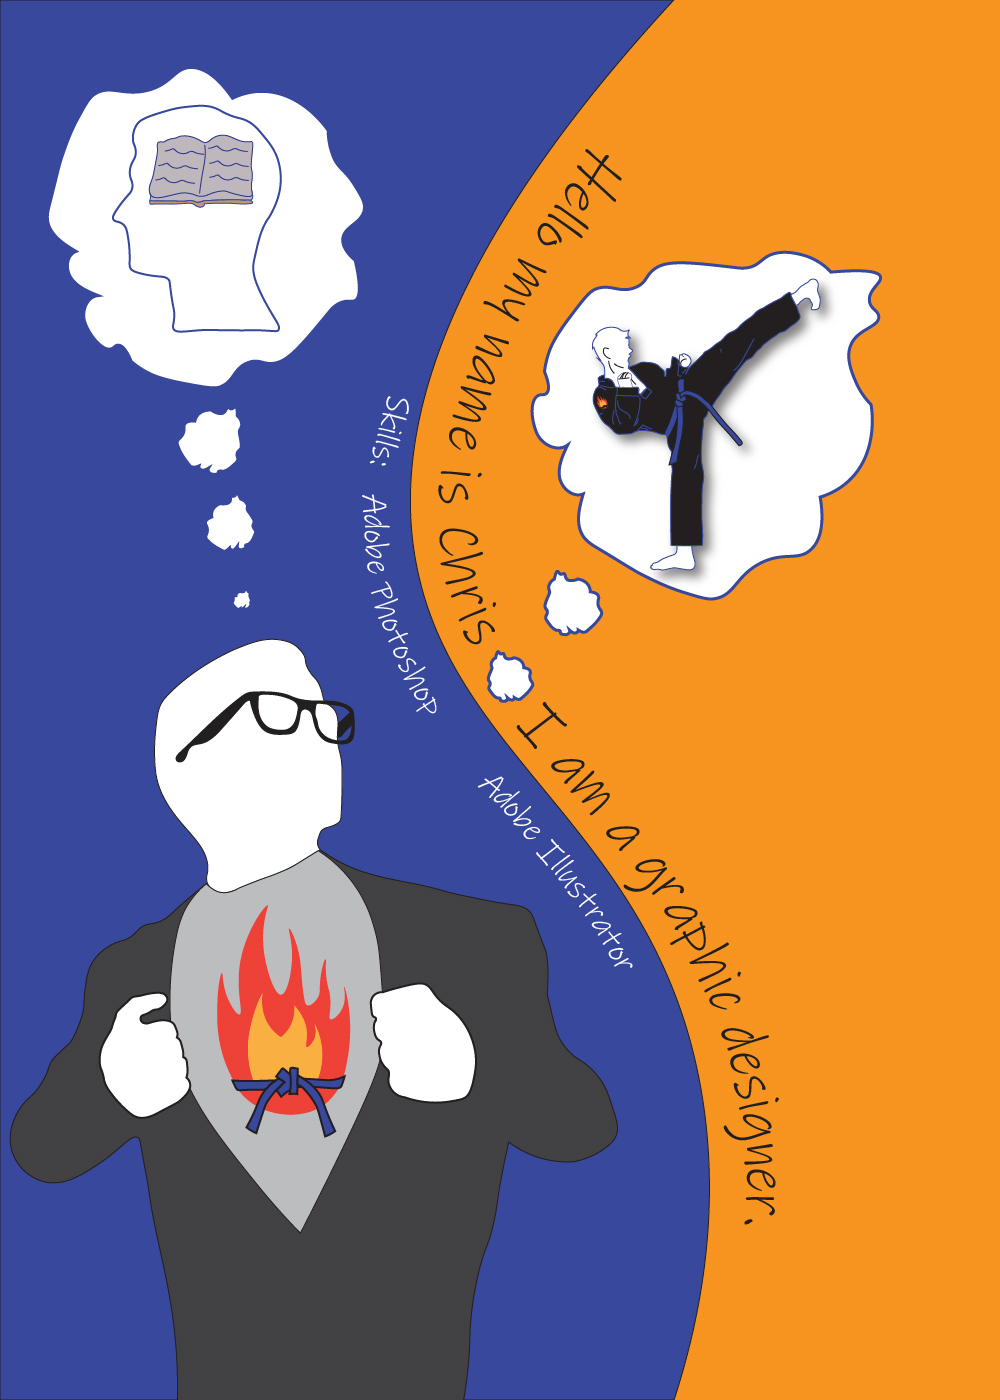 Hello my name is Chris
I am a graphic designer.
Skills:
Adobe Photoshop
Adobe Illustrator